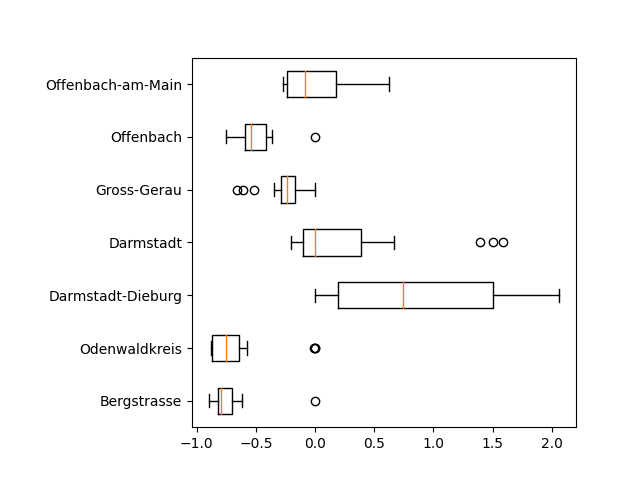 Offenbach-am-Main
Offenbach
Gross-Gerau
Darmstadt
Darmstadt-Dieburg
Odenwaldkreis
Bergstrasse
−1.0 −0.5 0.0 0.5 1.0 1.5 2.0